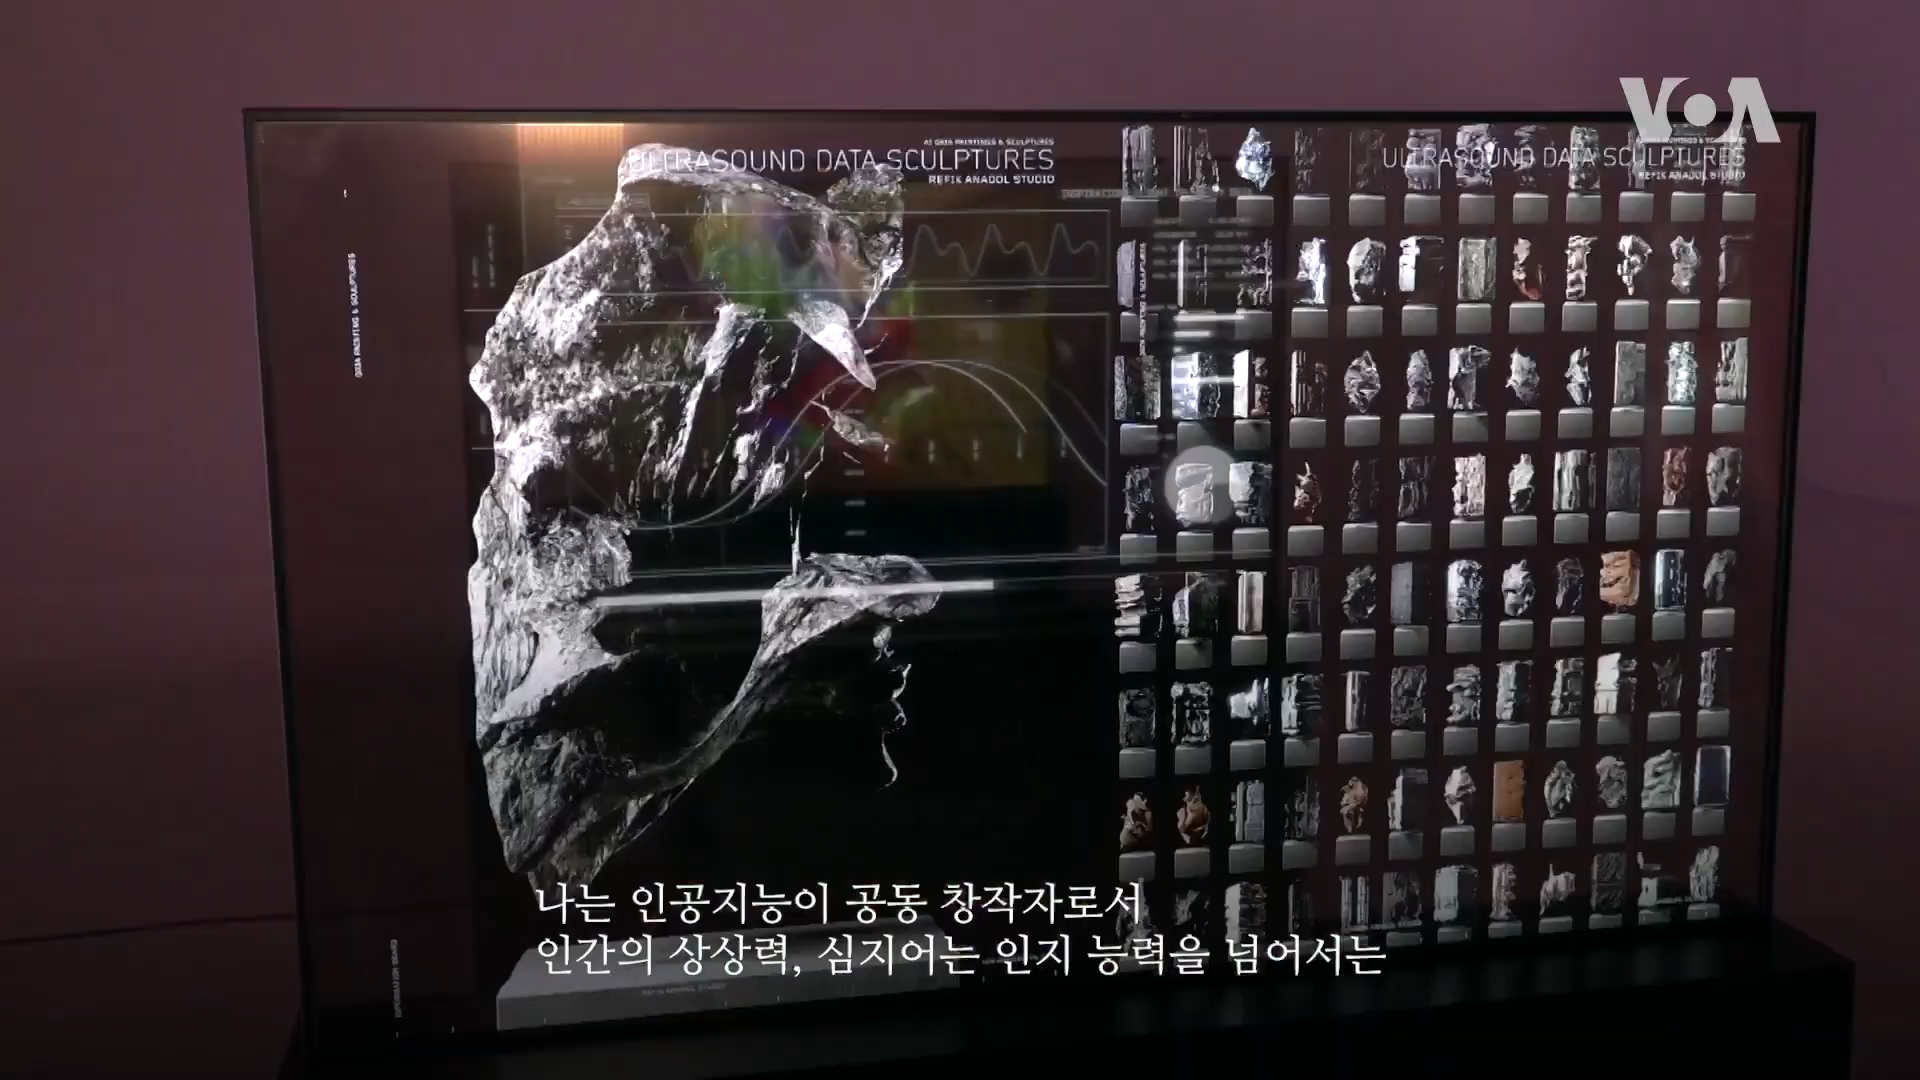 VOA
AI DATA PAINTINGS & SCULPTURES
ULTRASOUND DATA SCULPTURES
REFIK ANADOL STUDIO
ULTRASOUND DATA SCULPTURES
REFIK ANADOL STUDIO
나는 인공지능이 공동 창작자로서
인간의 상상력, 심지어는 인지 능력을 넘어서는